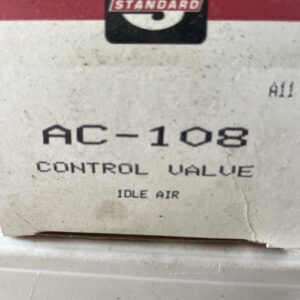 STANDARD
A11
AC-108
CONTROL VALVE
IDLE AIR